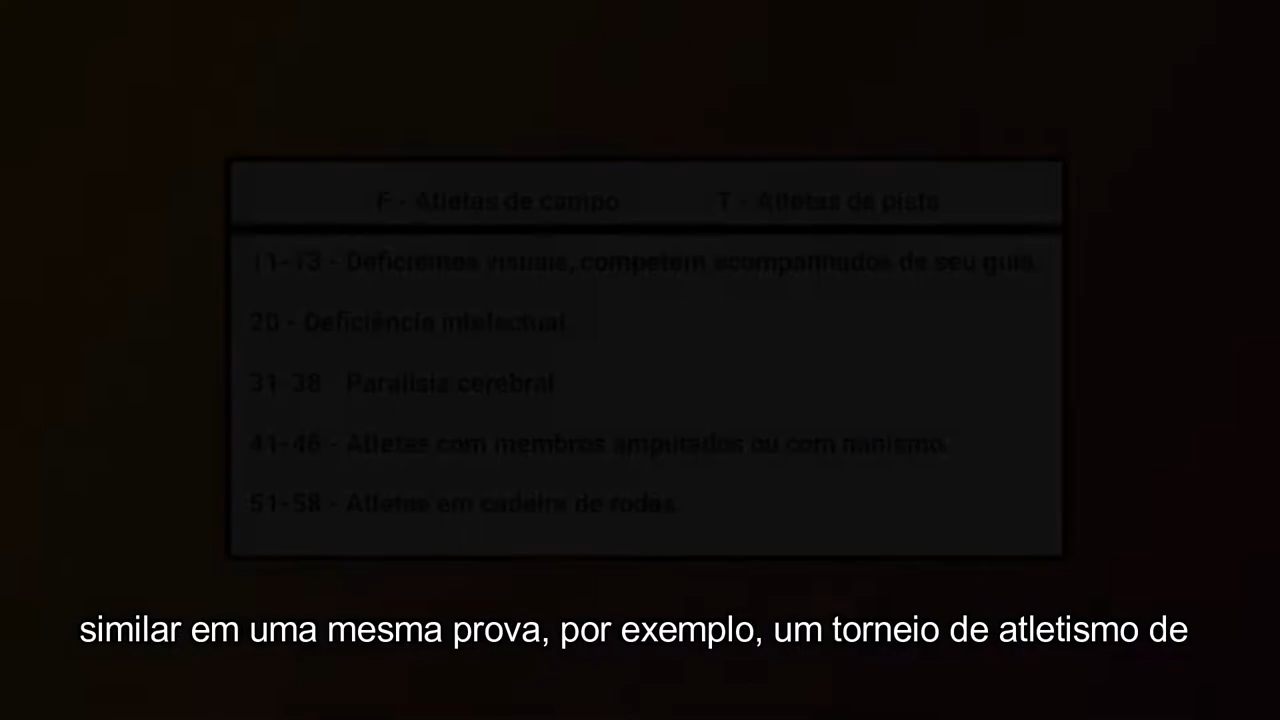 F - Atletas de campo T - Atletas de pista
11-13 - Deficientes visuais, competem acompanhados de seu guia.
20 - Deficiência intelectual.
31-38 - Paralisia cerebral
41-46 - Atletas com membros amputados ou com nanismo.
51-58 - Atletas em cadeira de rodas.
similar em uma mesma prova, por exemplo, um torneio de atletismo de